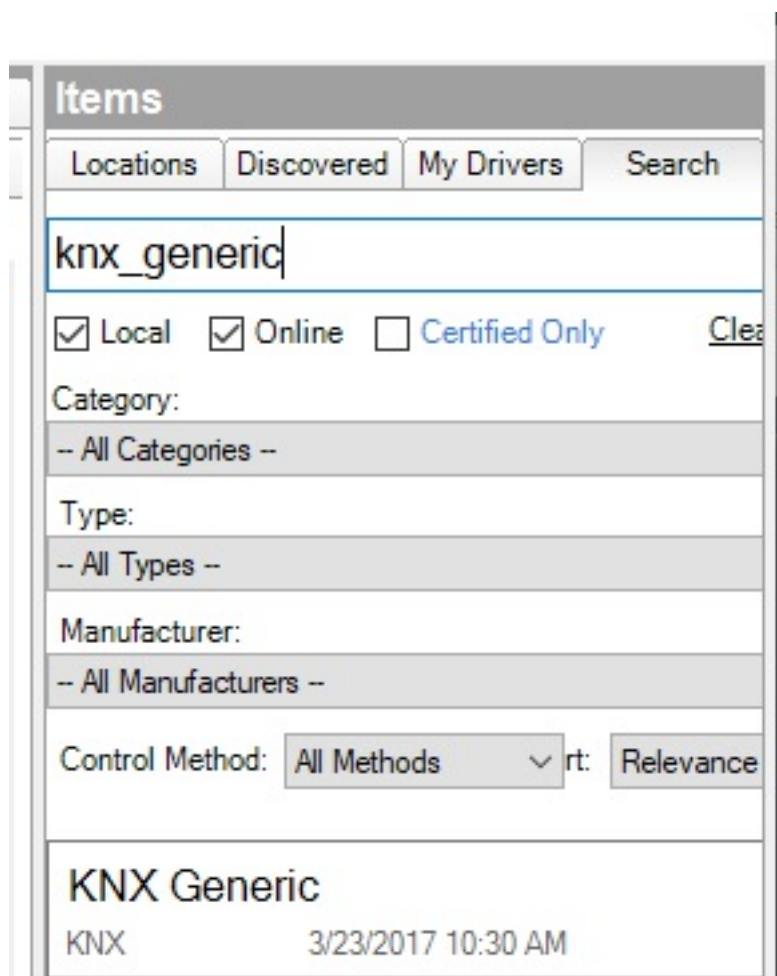 Items
Locations Discovered My Drivers Search
knx_generic
Local Online Certified Only Clea
Category:
-- All Categories --
Type:
-- All Types --
Manufacturer:
-- All Manufacturers --
Control Method: All Methods rt: Relevance
KNX Generic
KNX 3/23/2017 10:30 AM